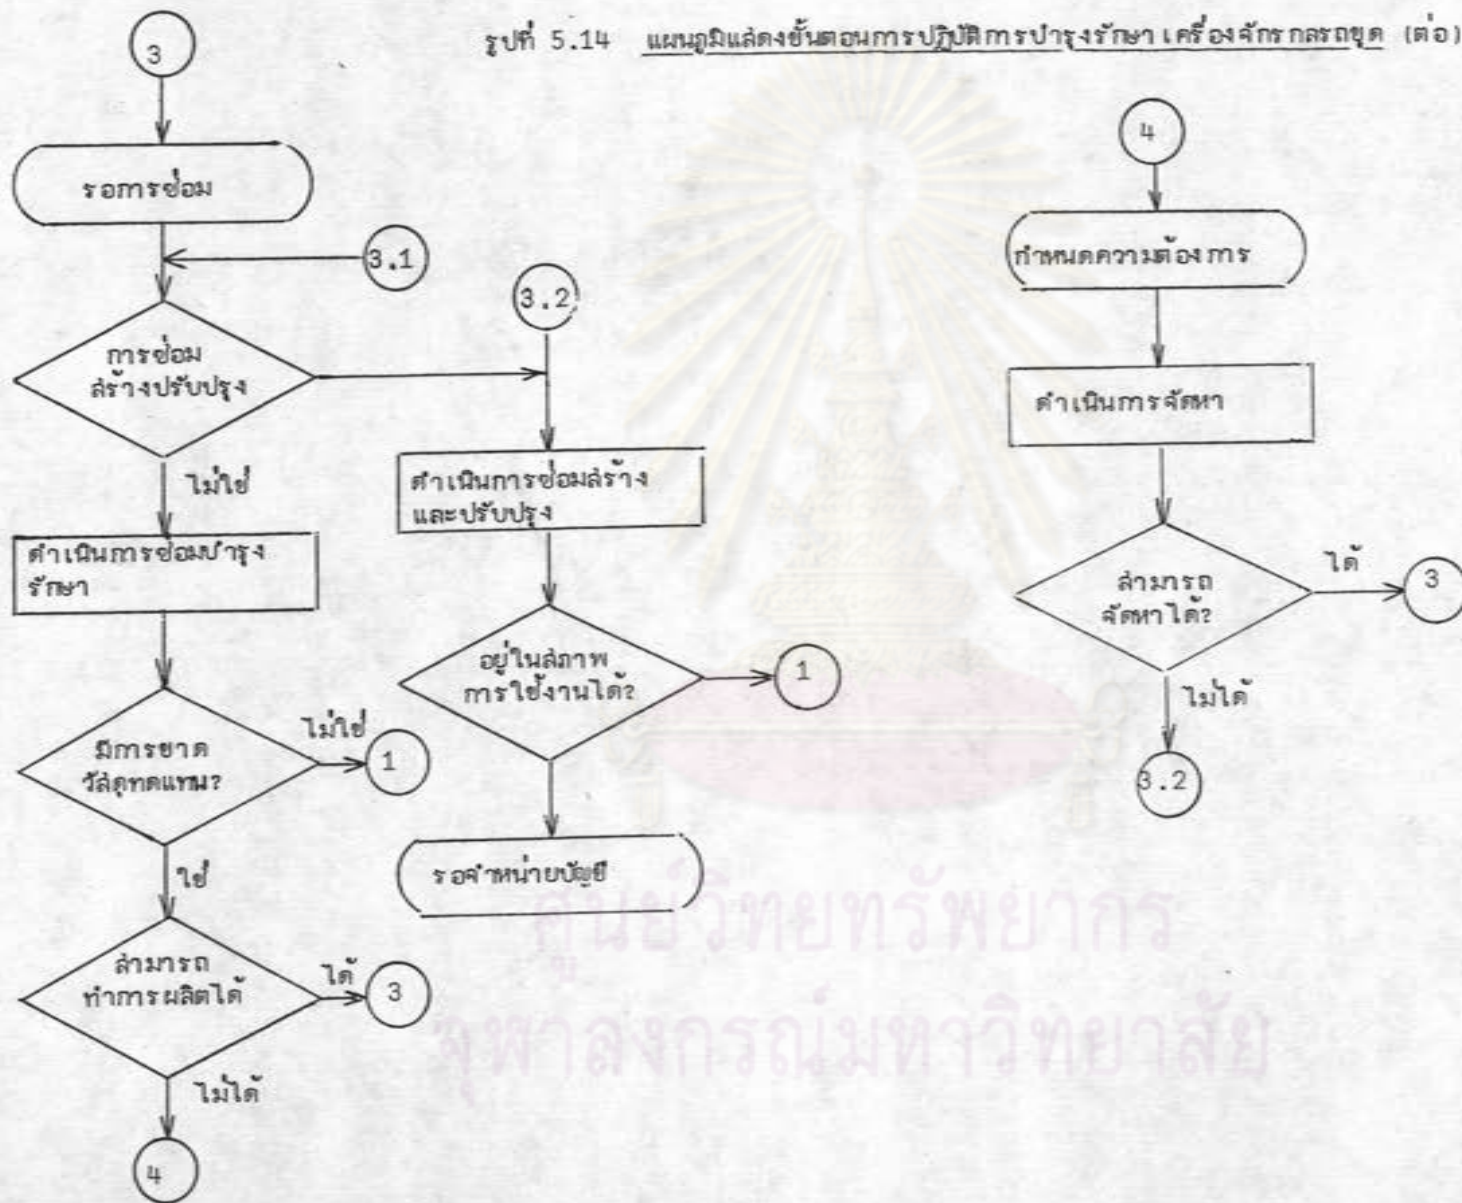 รูปที่ 5.14 แผนภูมิแสดงขั้นตอนการปฏิบัติการบำรุงรักษาเครื่องจักรกลรถขุด (ต่อ)
3
รอการซ่อม
3.1
การซ่อม
สร้างปรับปรุง
ไม่ใช่
ดำเนินการซ่อมบำรุง
รักษา
มีการขาด
วัสดุทดแทน?
ไม่ใช่
1
ใช่
สามารถ
ทำการผลิตได้
ได้
3
ไม่ได้
4
3.2
ดำเนินการซ่อมสร้าง
และปรับปรุง
อยู่ในสภาพ
การใช้งานได้?
1
รอจำหน่ายบัญชี
4
กำหนดความต้องการ
ดำเนินการจัดหา
สามารถ
จัดหาได้?
ได้
3
ไม่ได้
3.2
ศูนย์วิทยทรัพยากร
จุฬาลงกรณ์มหาวิทยาลัย